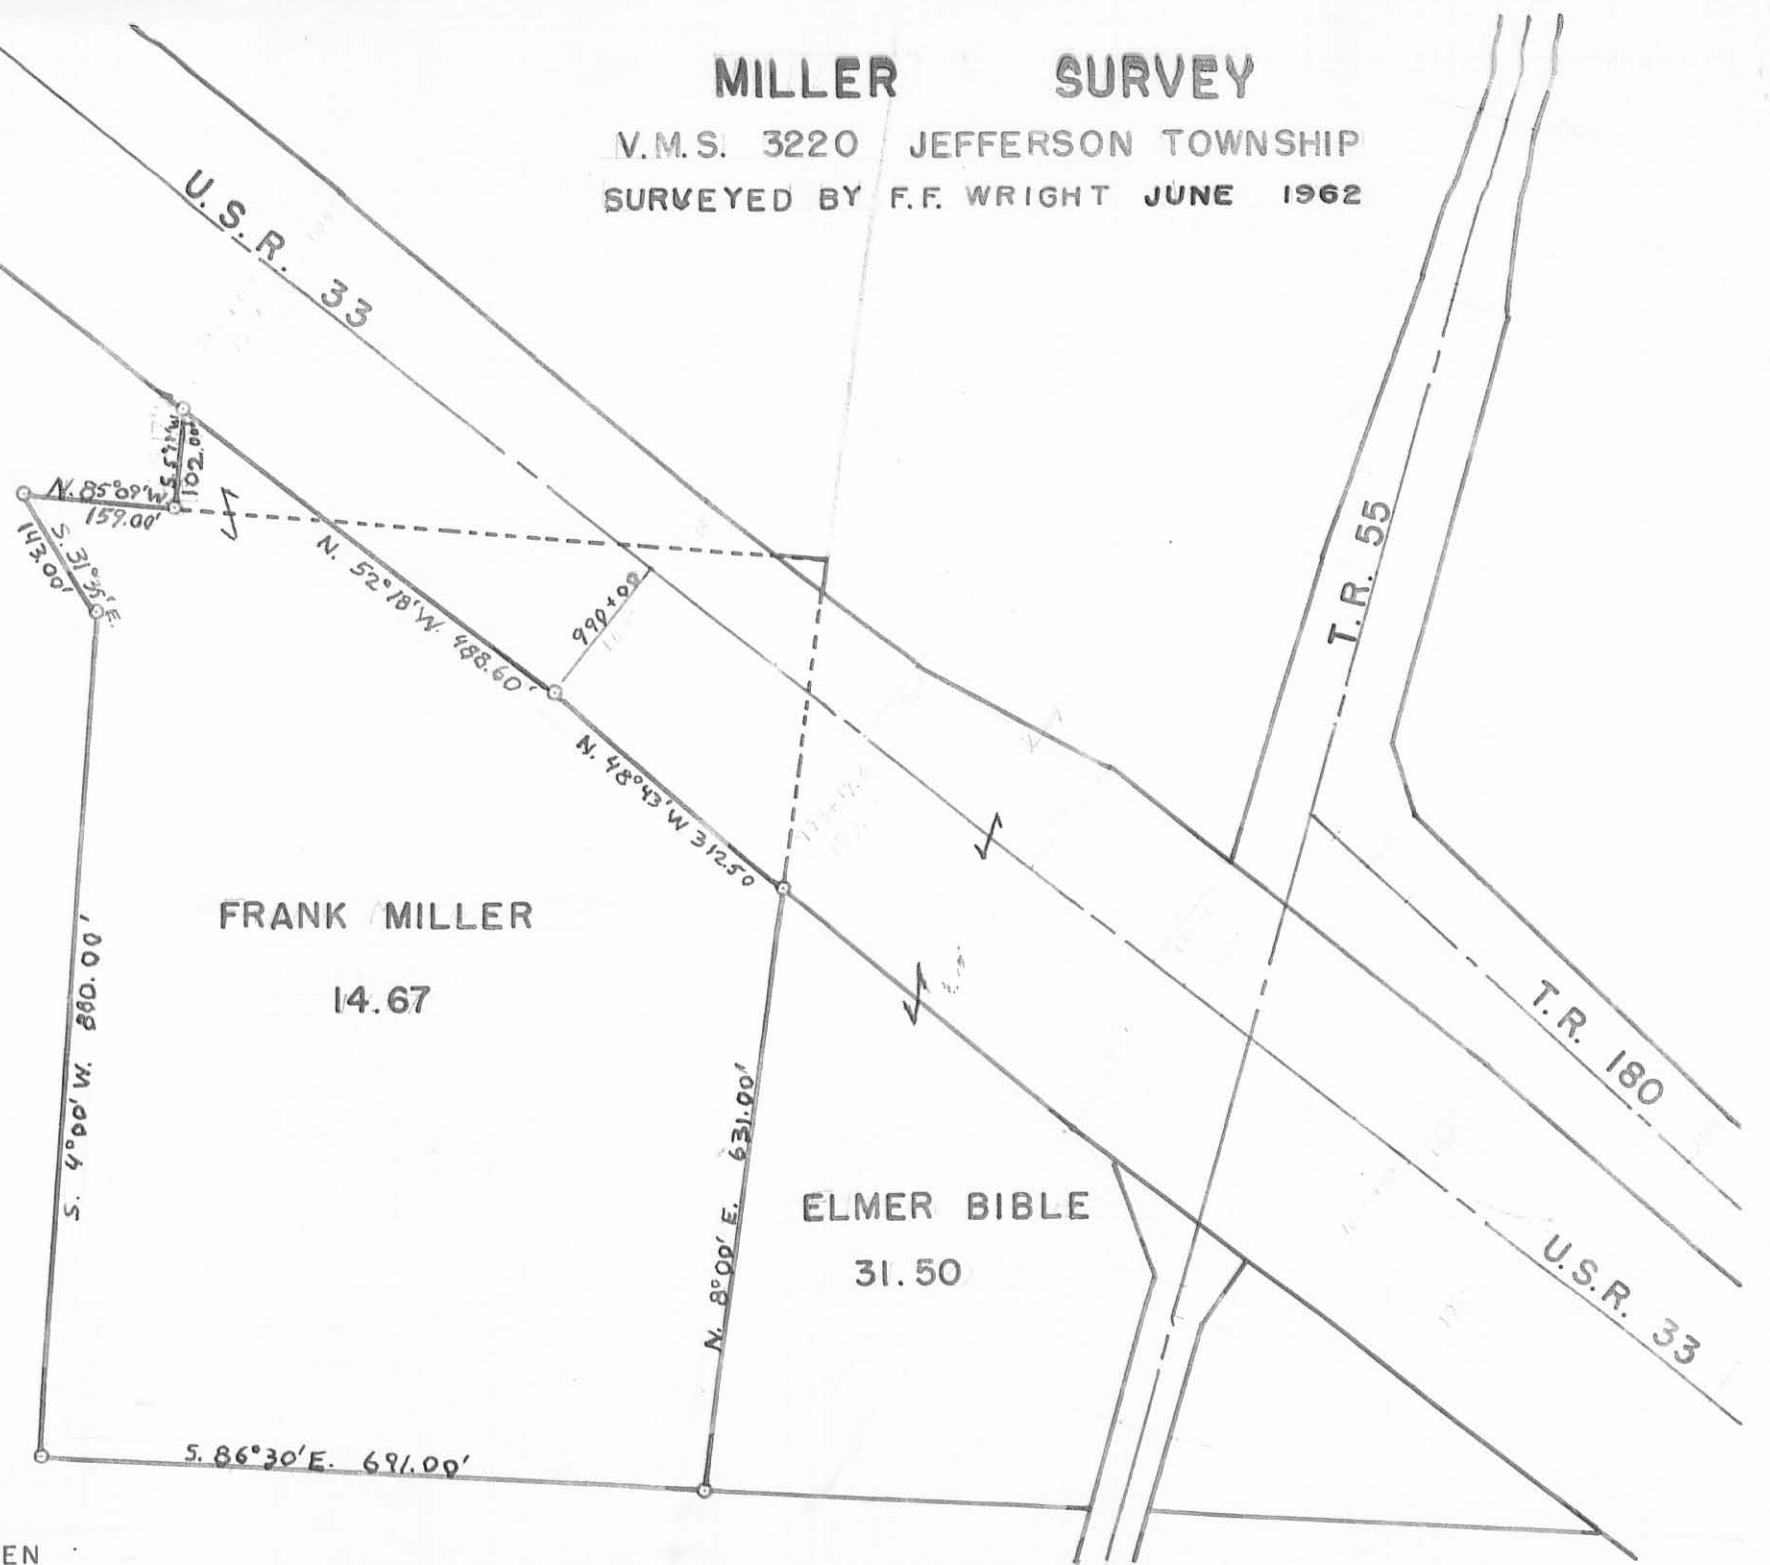 MILLER SURVEY
V.M.S. 3220 JEFFERSON TOWNSHIP
SURVEYED BY F.F. WRIGHT JUNE 1962
U.S.R. 33
102.00'
N. 85°09'W
159.00'
S. 31°35'E.
143.00'
N. 52°18'W. 488.60'
990+00
N. 48°43'W 312.50
T.R. 55
FRANK MILLER
14.67
S. 4°00' W. 880.00'
N. 8°00' E. 631.00'
ELMER BIBLE
31.50
T.R. 180
U.S.R. 33
S. 86°30'E. 691.00'
EN